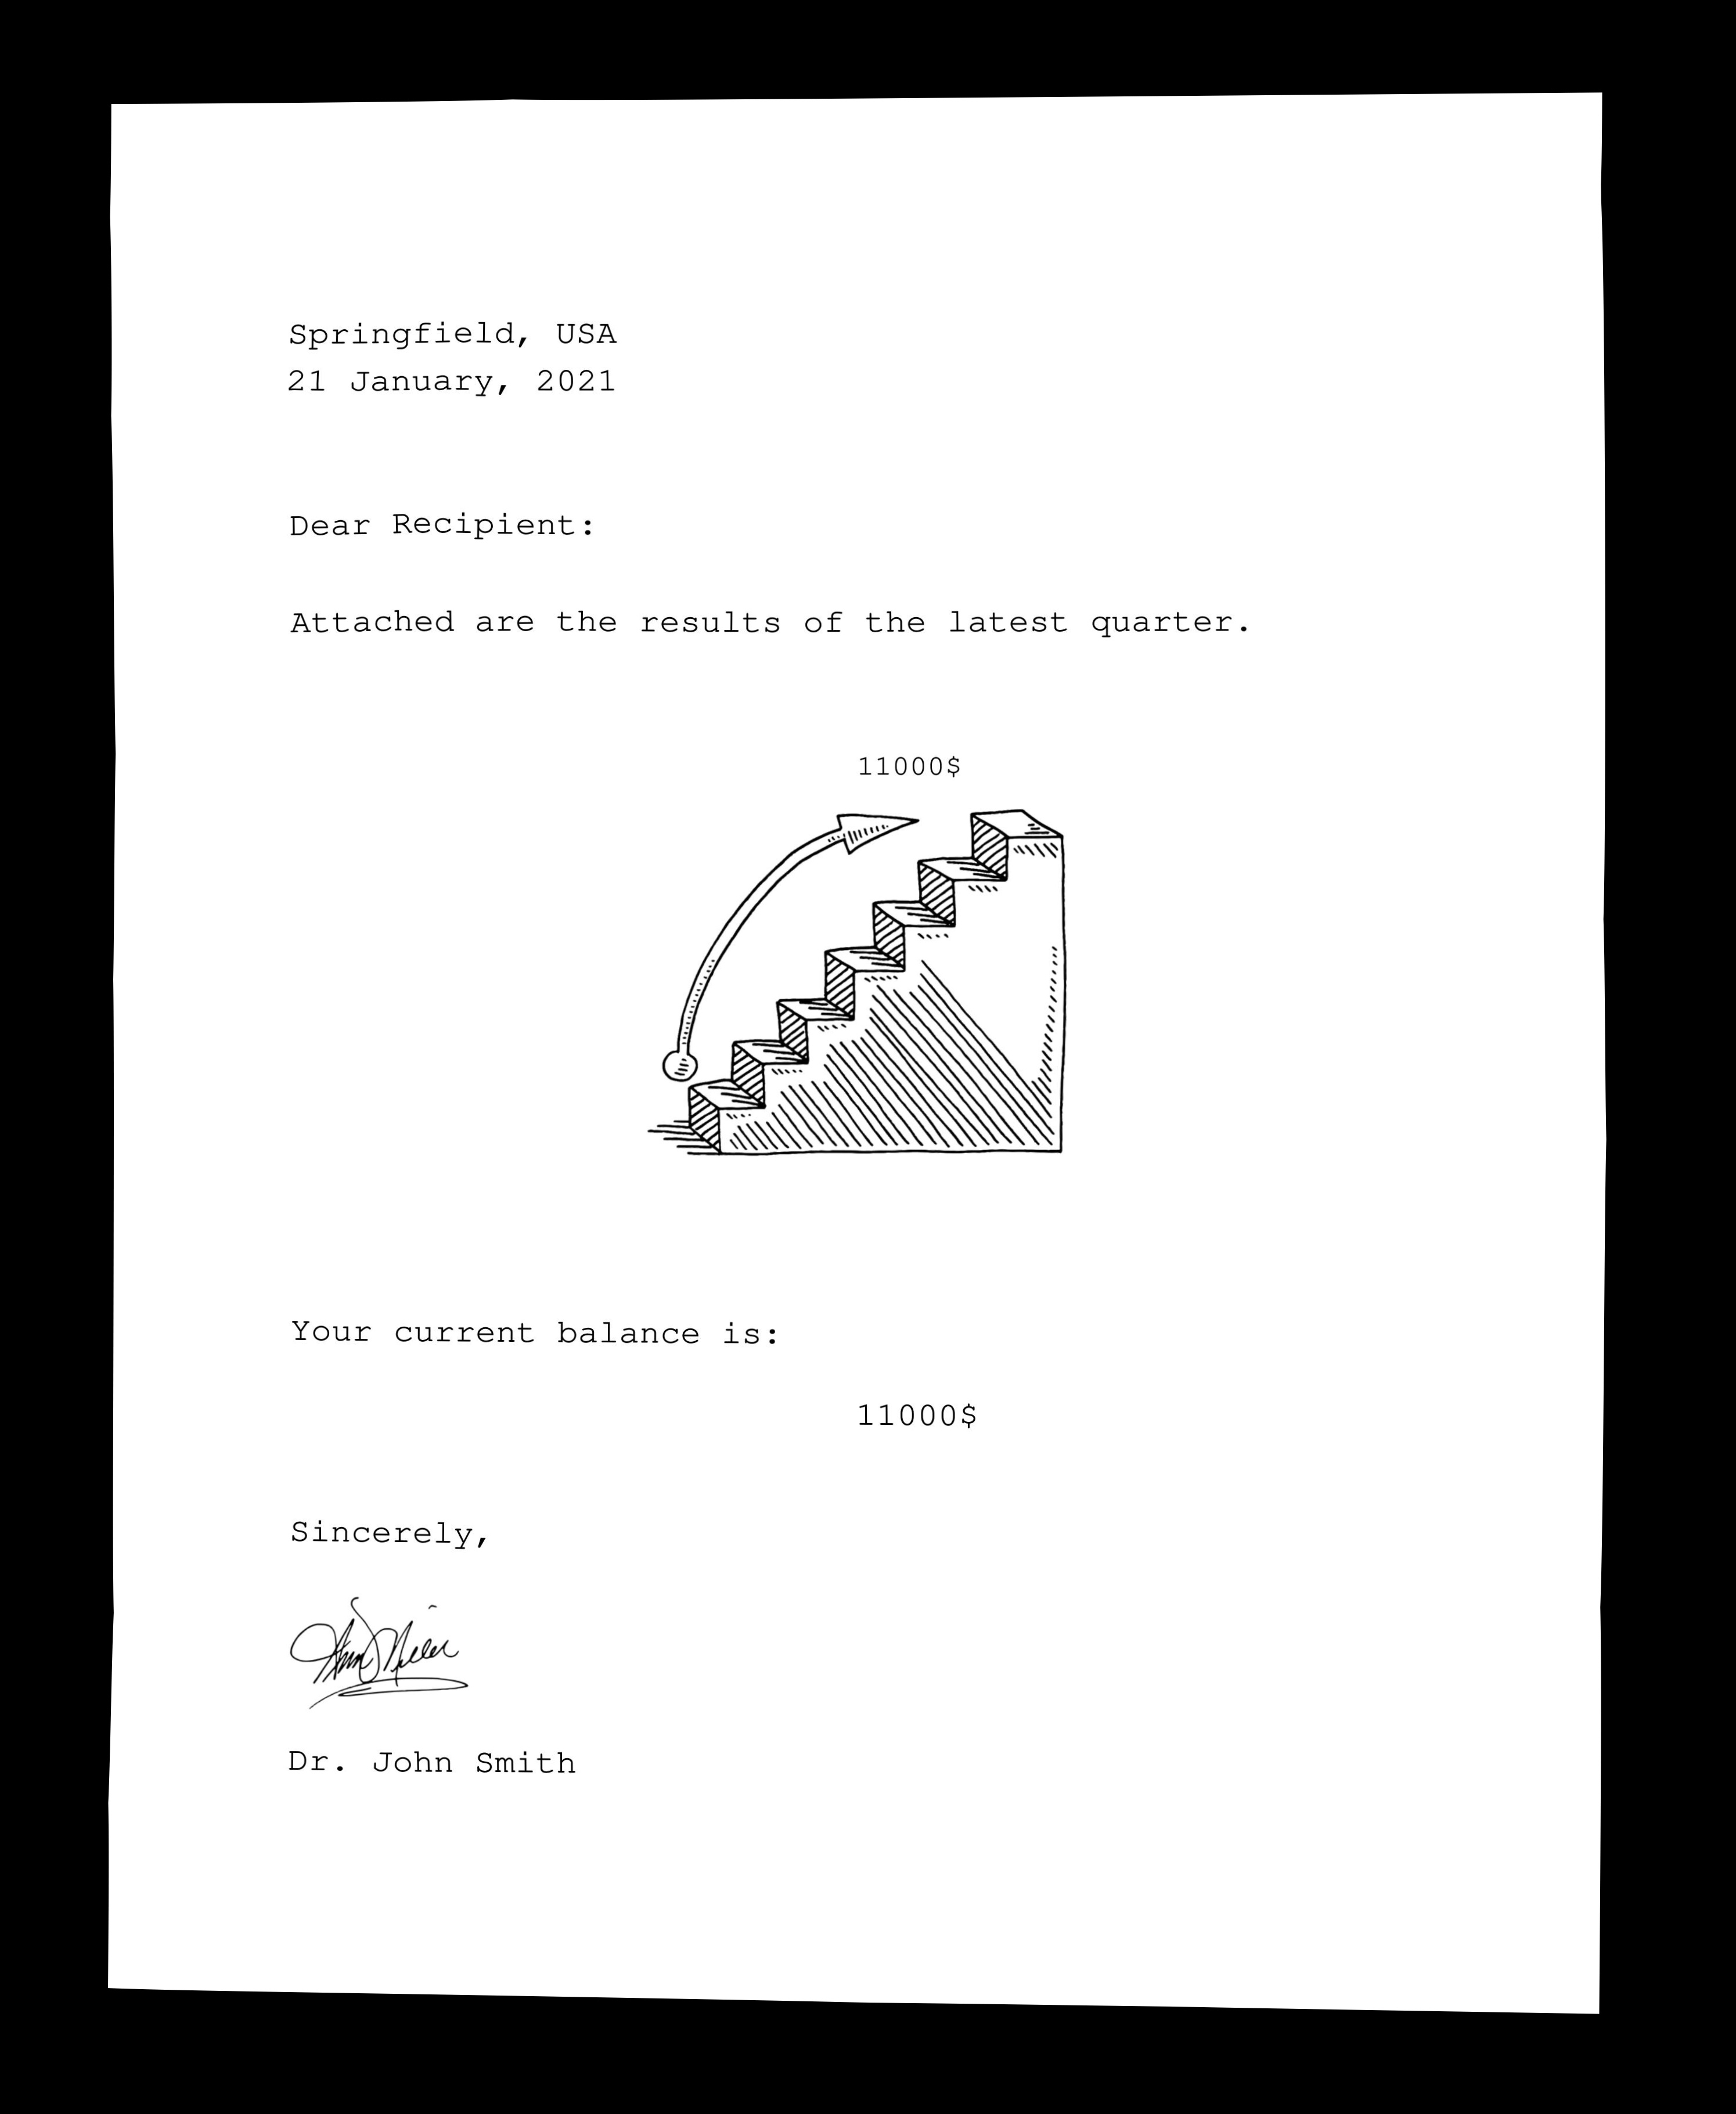 Springfield, USA
21 January, 2021
Dear Recipient:
Attached are the results of the latest quarter.
11000$
Your current balance is:
11000$
Sincerely,
Dr. John Smith